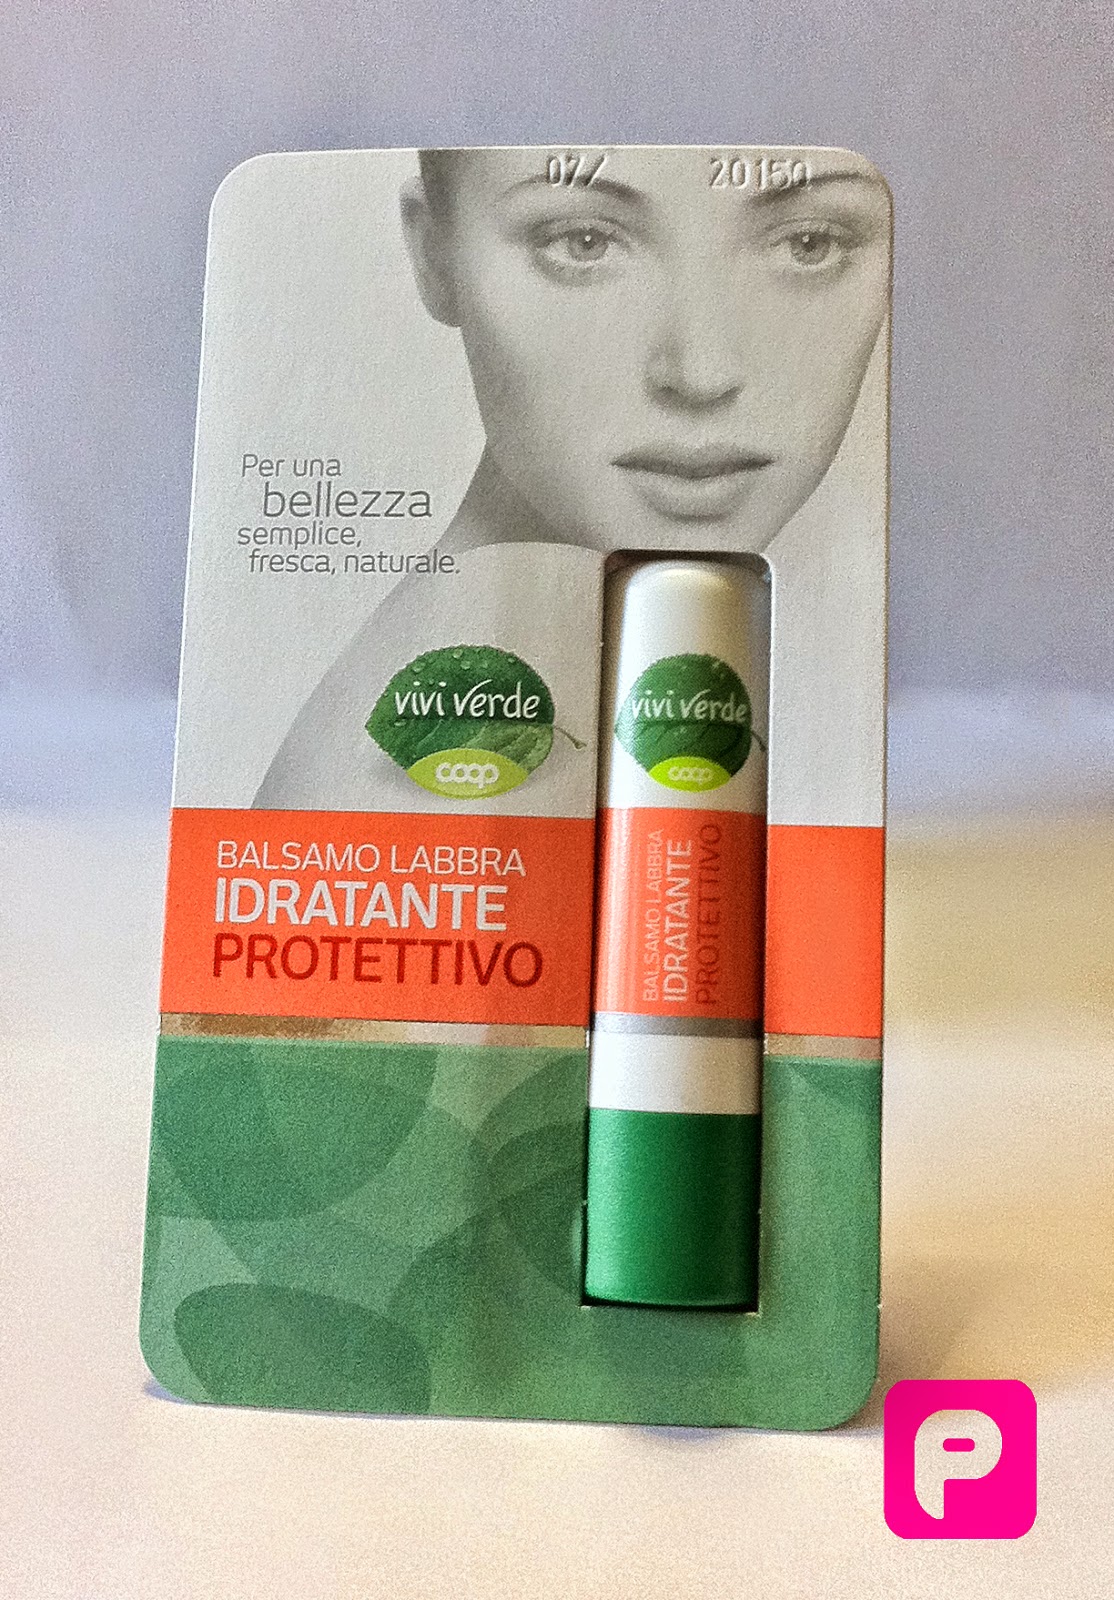 07/ 20150
Per una
bellezza
semplice,
fresca, naturale.
vivi verde
coop
BALSAMO LABBRA
IDRATANTE
PROTETTIVO
vivi verde
coop
BALSAMO LABBRA
IDRATANTE
PROTETTIVO
P